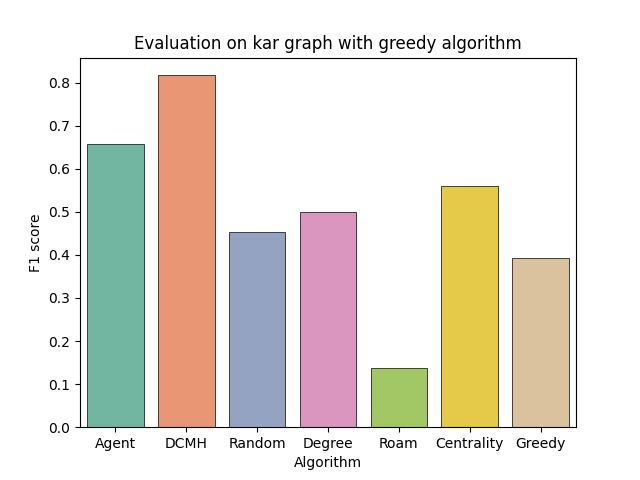 Evaluation on kar graph with greedy algorithm
0.8
0.7
0.6
0.5
0.4
0.3
0.2
0.1
0.0
F1 score
Agent DCMH Random Degree Roam Centrality Greedy
Algorithm